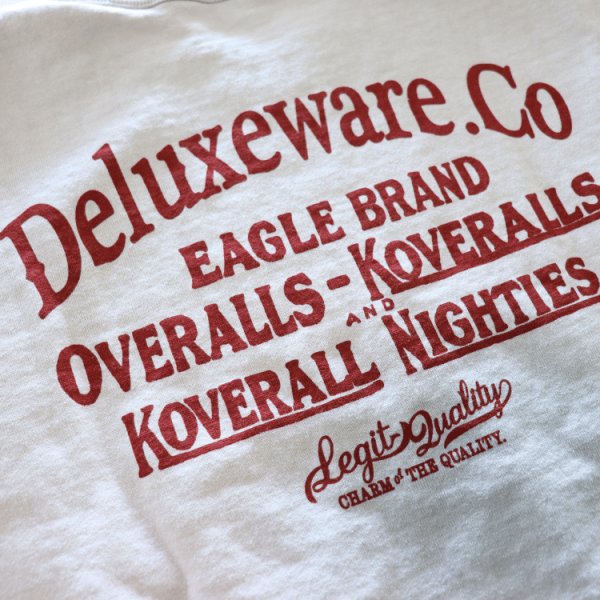 Deluxeware.Co
EAGLE BRAND
OVERALLS-KOVERALLS
AND
KOVERALL NIGHTIES
Legit-Quality
CHARM of THE QUALITY.